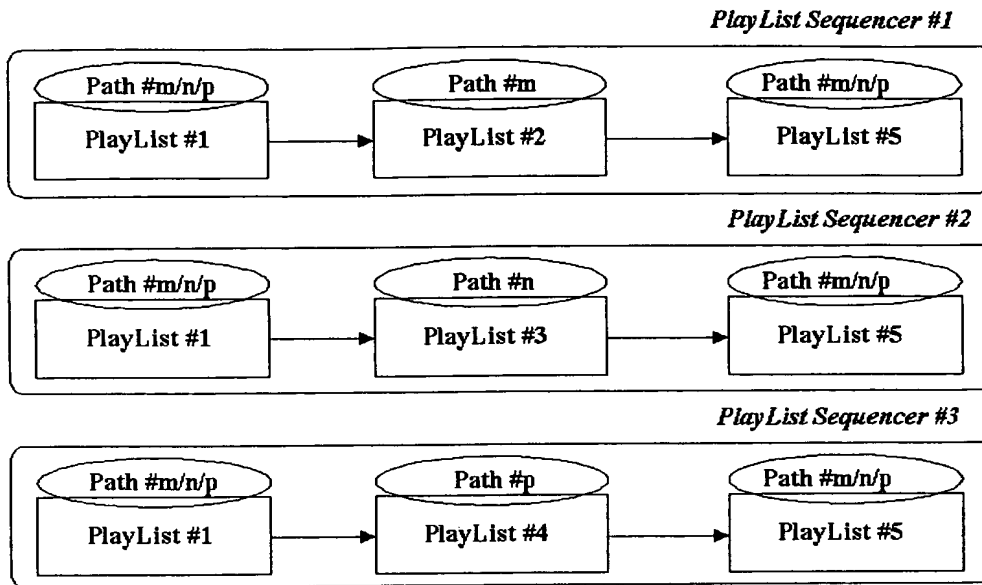 PlayList Sequencer #1
Path #m/n/p
Path #m
Path #m/n/p
PlayList #1
PlayList #2
PlayList #5
PlayList Sequencer #2
Path #m/n/p
Path #n
Path #m/n/p
PlayList #1
PlayList #3
PlayList #5
PlayList Sequencer #3
Path #m/n/p
Path #p
Path #m/n/p
PlayList #1
PlayList #4
PlayList #5